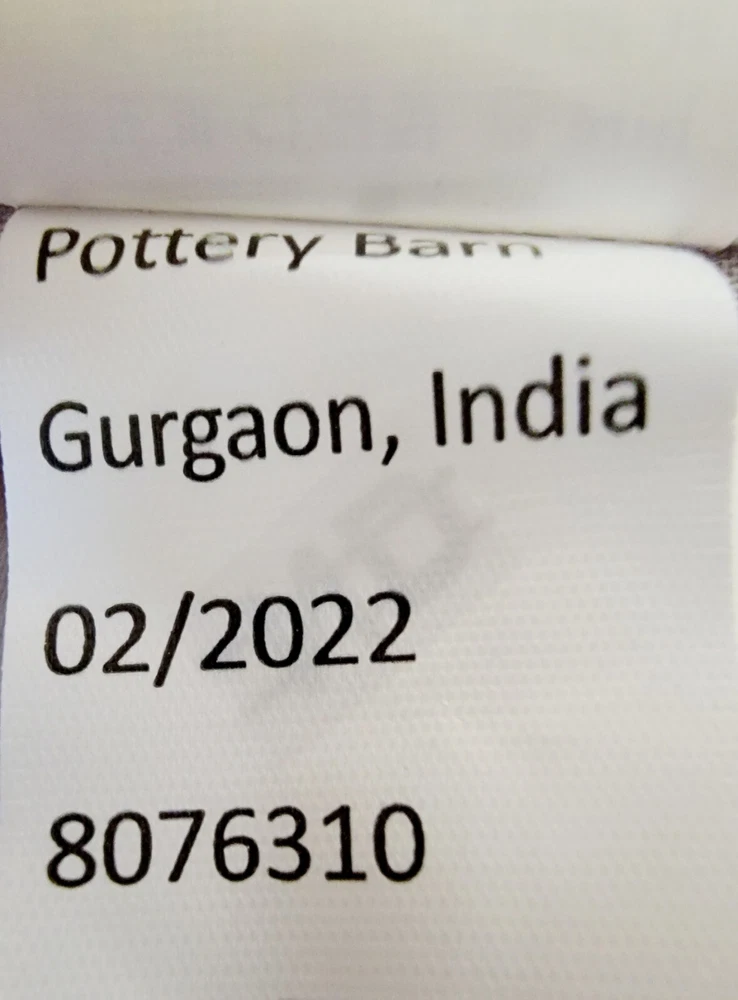 Pottery Barn
Gurgaon, India
02/2022
8076310